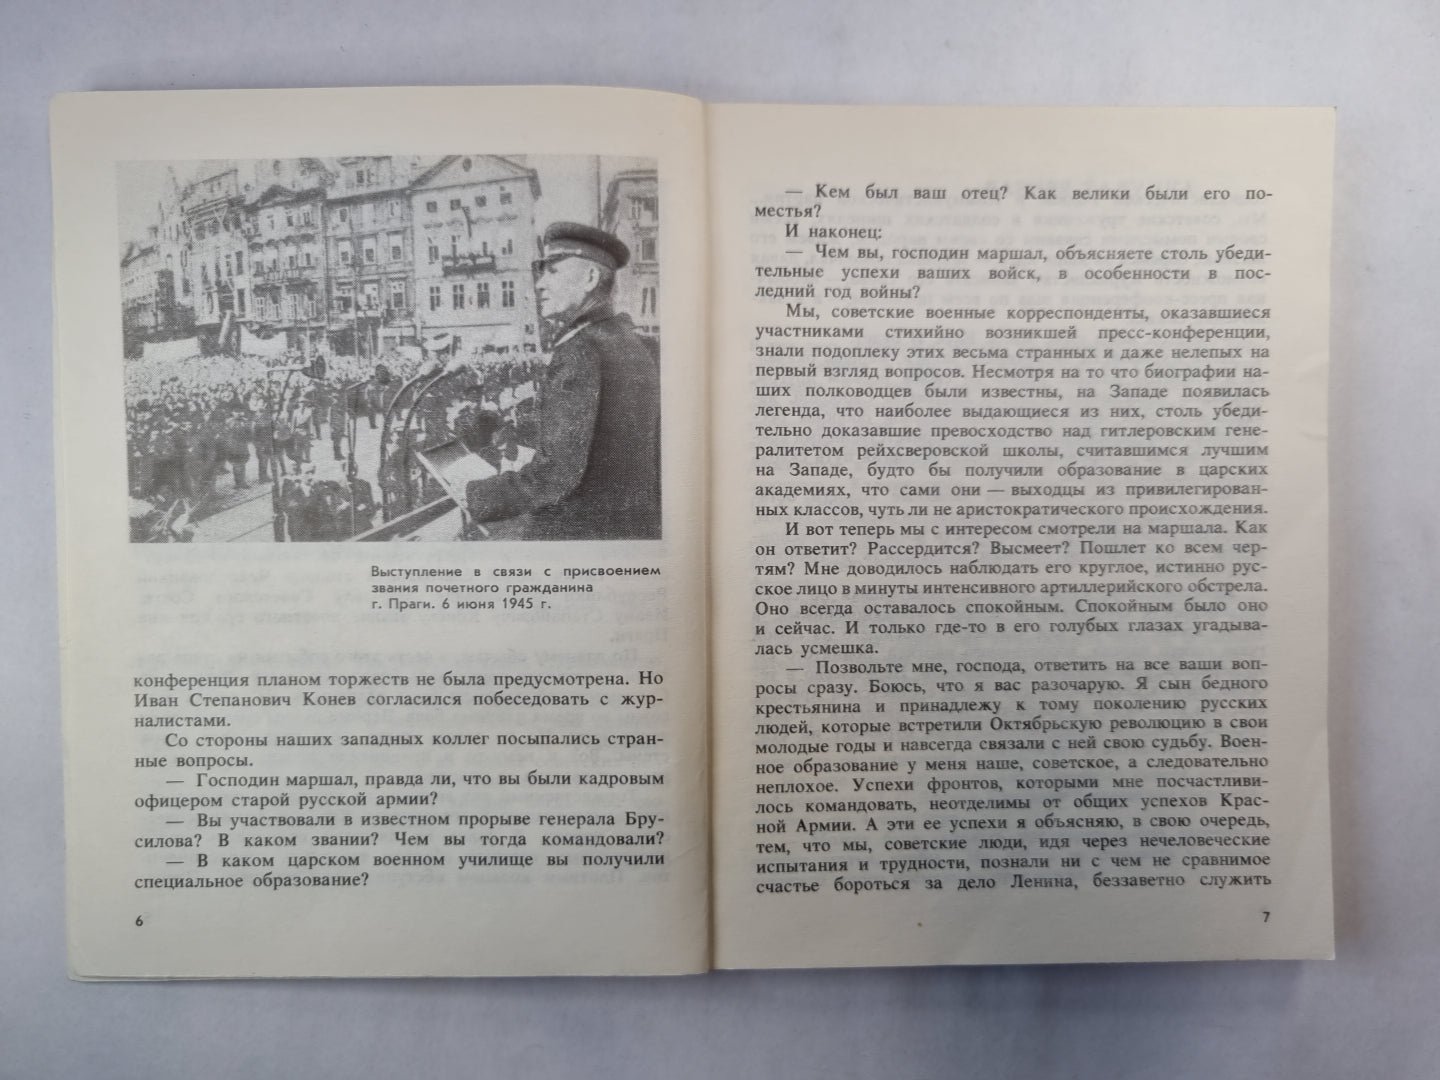 Выступление в связи с присвоением
звания почетного гражданина
г. Праги. 6 июня 1945 г.
конференция планом торжеств не была предусмотрена. Но
Иван Степанович Конев согласился побеседовать с жур-
налистами.
Со стороны наших западных коллег посыпались стран-
ные вопросы.
— Господин маршал, правда ли, что вы были кадровым
офицером старой русской армии?
— Вы участвовали в известном прорыве генерала Бру-
силова? В каком звании? Чем вы тогда командовали?
— В каком царском военном училище вы получили
специальное образование?
6
— Кем был ваш отец? Как велики были его по-
местья?
И наконец:
— Чем вы, господин маршал, объясняете столь убеди-
тельные успехи ваших войск, в особенности в пос-
ледний год войны?
Мы, советские военные корреспонденты, оказавшиеся
участниками стихийно возникшей пресс-конференции,
знали подоплеку этих весьма странных и даже нелепых на
первый взгляд вопросов. Несмотря на то что биографии на-
ших полководцев были известны, на Западе появилась
легенда, что наиболее выдающиеся из них, столь убеди-
тельно доказавшие превосходство над гитлеровским гене-
ралитетом рейхсверовской школы, считавшимся лучшим
на Западе, будто бы получили образование в царских
академиях, что сами они — выходцы из привилегирован-
ных классов, чуть ли не аристократического происхождения.
И вот теперь мы с интересом смотрели на маршала. Как
он ответит? Рассердится? Высмеет? Пошлет ко всем чер-
тям? Мне доводилось наблюдать его круглое, истинно рус-
ское лицо в минуты интенсивного артиллерийского обстрела.
Оно всегда оставалось спокойным. Спокойным было оно
и сейчас. И только где-то в его голубых глазах угадыва-
лась усмешка.
— Позвольте мне, господа, ответить на все ваши воп-
росы сразу. Боюсь, что я вас разочарую. Я сын бедного
крестьянина и принадлежу к тому поколению русских
людей, которые встретили Октябрьскую революцию в свои
молодые годы и навсегда связали с ней свою судьбу. Воен-
ное образование у меня наше, советское, а следовательно
неплохое. Успехи фронтов, которыми мне посчастливи-
лось командовать, неотделимы от общих успехов Крас-
ной Армии. А эти ее успехи я объясняю, в свою очередь,
тем, что мы, советские люди, идя через нечеловеческие
испытания и трудности, познали ни с чем не сравнимое
счастье бороться за дело Ленина, беззаветно служить
7